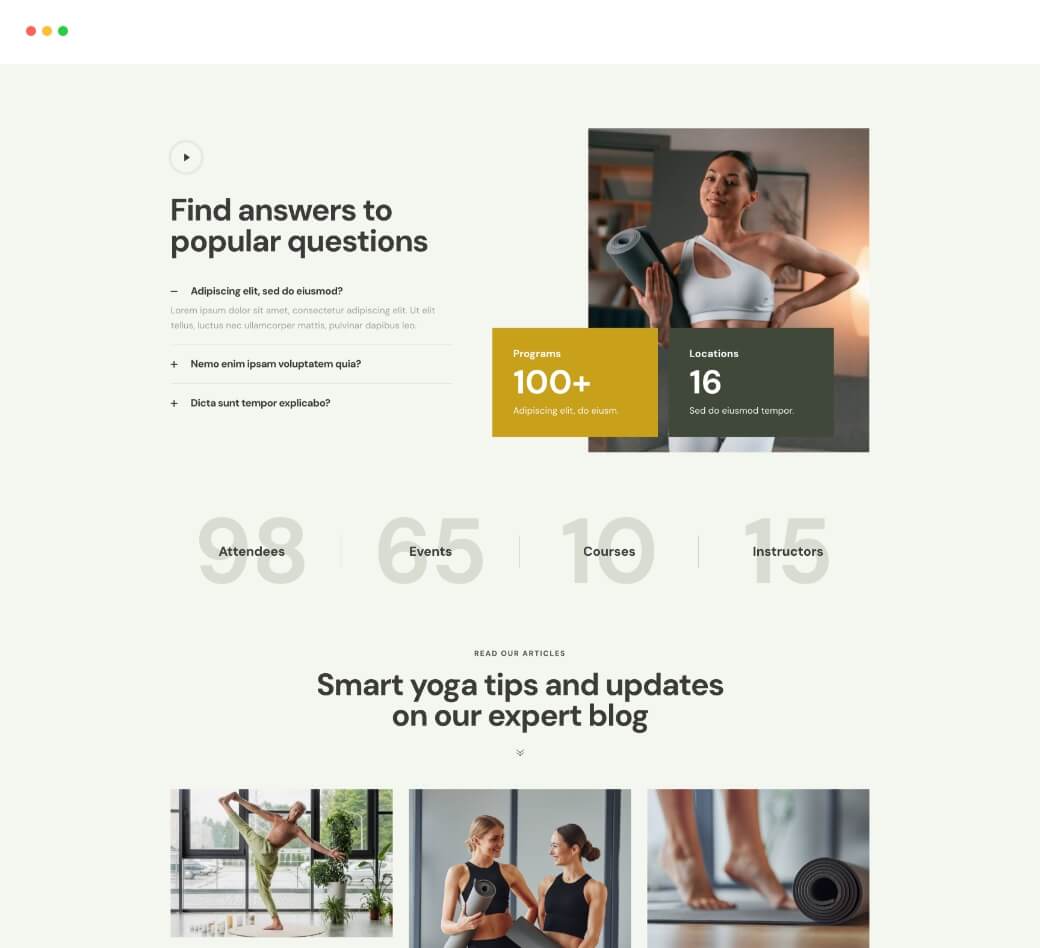 Find answers to
popular questions
Adipiscing elit, sed do eiusmod?
Lorem ipsum dolor sit amet, consectetur adipiscing elit. Ut elit
tellus, luctus nec ullamcorper mattis, pulvinar dapibus leo.
Nemo enim ipsam voluptatem quia?
Dicta sunt tempor explicabo?
Programs
100+
Adipiscing elit, do eiusm.
Locations
16
Sed do eiusmod tempor.
98
Attendees
65
Events
10
Courses
15
Instructors
READ OUR ARTICLES
Smart yoga tips and updates
on our expert blog